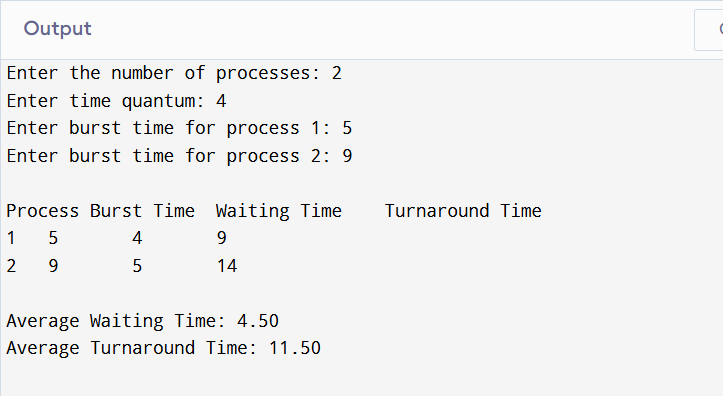 Output
Enter the number of processes: 2
Enter time quantum: 4
Enter burst time for process 1: 5
Enter burst time for process 2: 9
Process Burst Time  Waiting Time    Turnaround Time
1   5       4       9
2   9       5       14
Average Waiting Time: 4.50
Average Turnaround Time: 11.50